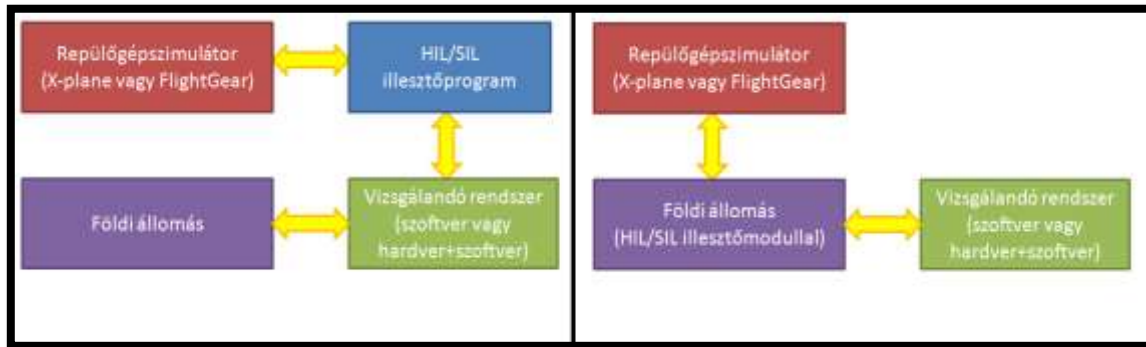 Repülőgépszimulátor
(X-plane vagy FlightGear)
HIL/SIL
illesztőprogram
Földi állomás
Vizsgálandó rendszer
(szoftver vagy
hardver+szoftver)
Repülőgépszimulátor
(X-plane vagy FlightGear)
Földi állomás
(HIL/SIL illesztőmodullal)
Vizsgálandó rendszer
(szoftver vagy
hardver+szoftver)